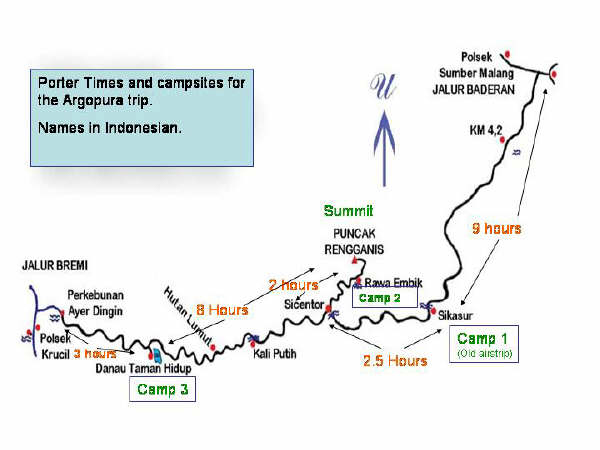 Porter Times and campsites for
the Argopura trip.
Names in Indonesian.
Polsek
Sumber Malang
JALUR BADERAN
U
KM 4,2
Summit
PUNCAK
RENGGANIS
9 hours
JALUR BREMI
2 hours
Rawa Embik
Camp 2
Perkebunan
Ayer Dingin
Hutan Lumut
8 Hours
Sicentor
Sikasur
Polsek
Krucil
3 hours
Kali Putih
2.5 Hours
Camp 1
(Old airstrip)
Danau Taman Hidup
Camp 3